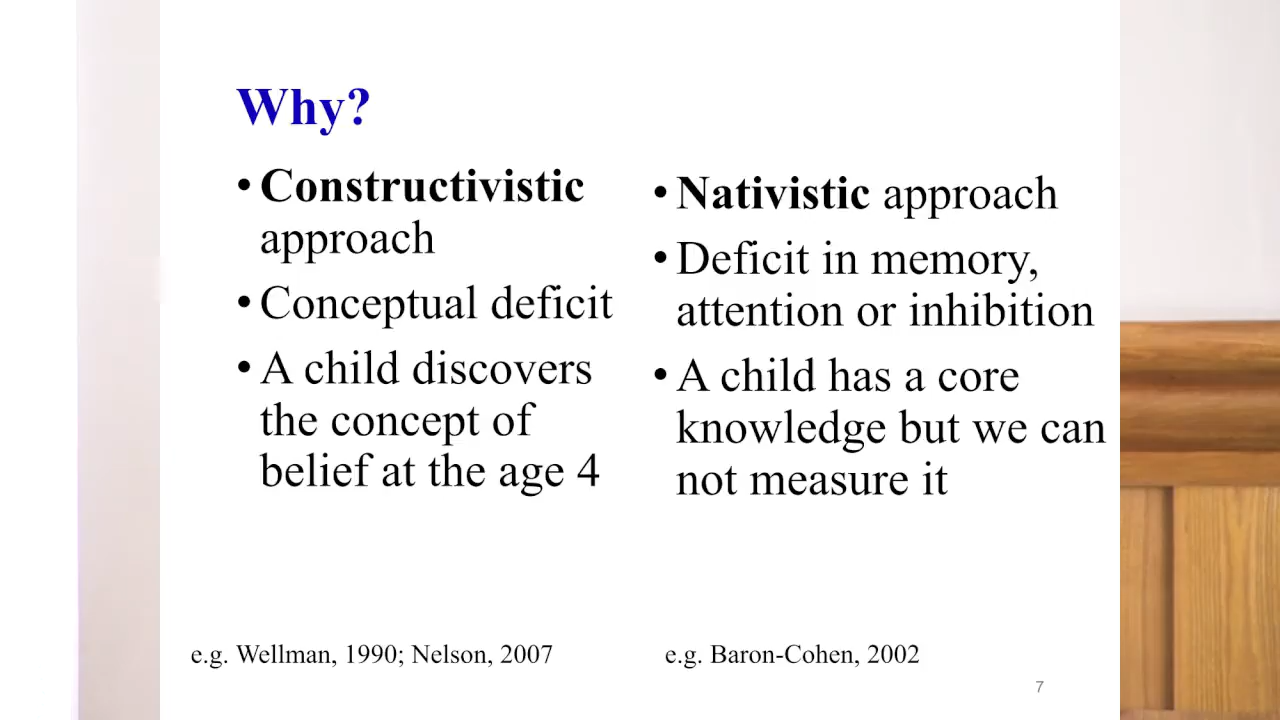 Why?
• Constructivistic
approach
• Conceptual deficit
• A child discovers
the concept of
belief at the age 4
• Nativistic approach
• Deficit in memory,
attention or inhibition
• A child has a core
knowledge but we can
not measure it
e.g. Wellman, 1990; Nelson, 2007
e.g. Baron-Cohen, 2002
7